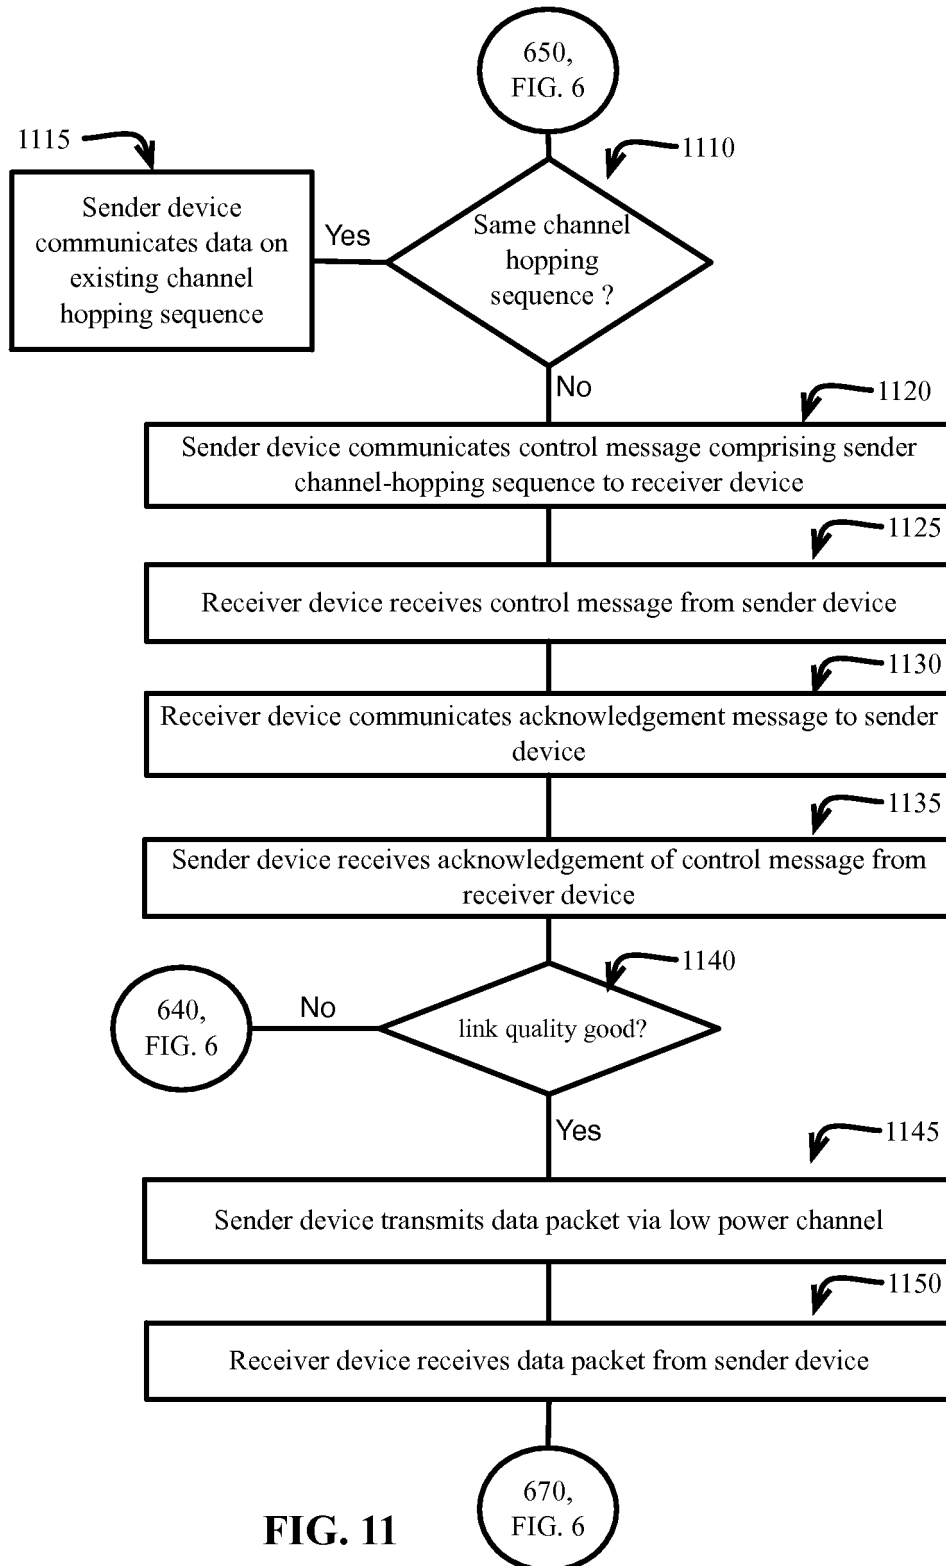 650,
FIG. 6
1115
1110
Sender device
communicates data on
existing channel
hopping sequence
Yes
Same channel
hopping
sequence ?
No
1120
Sender device communicates control message comprising sender
channel-hopping sequence to receiver device
1125
Receiver device receives control message from sender device
1130
Receiver device communicates acknowledgement message to sender
device
1135
Sender device receives acknowledgement of control message from
receiver device
1140
640,
FIG. 6
No
link quality good?
Yes
1145
Sender device transmits data packet via low power channel
1150
Receiver device receives data packet from sender device
670,
FIG. 6
FIG. 11